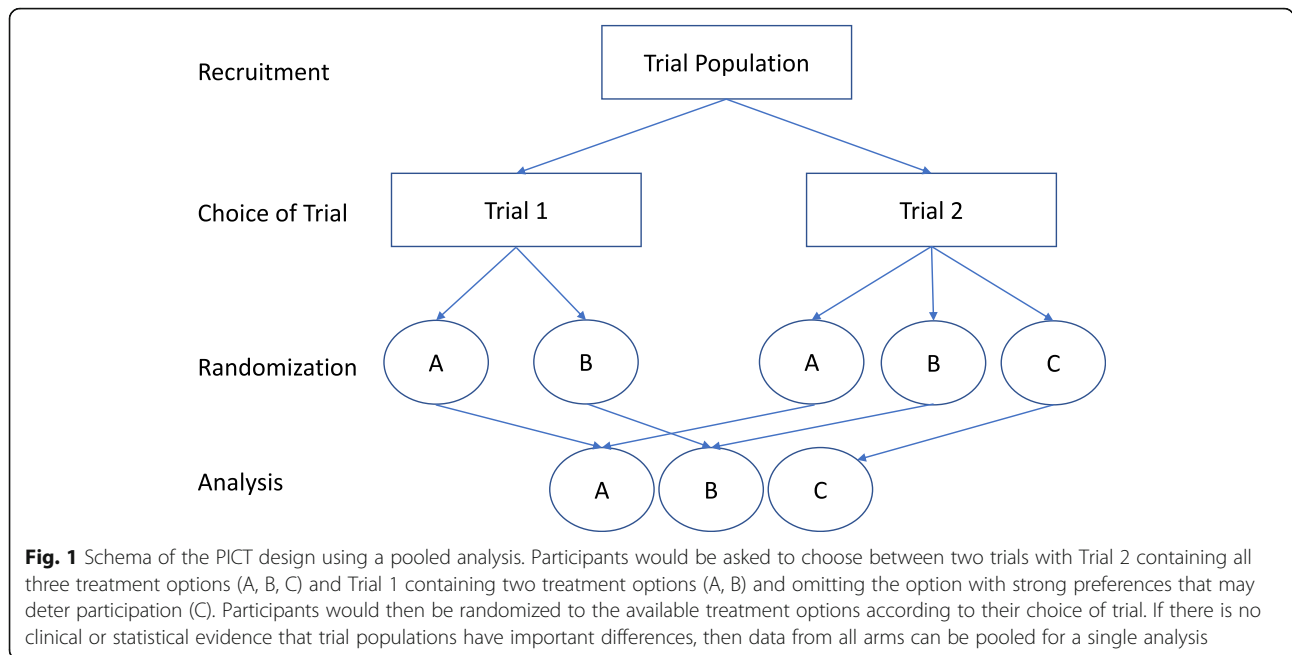 Recruitment
Trial Population
Choice of Trial
Trial 1
Trial 2
Randomization
A
B
A
B
C
Analysis
A
B
C
Fig. 1 Schema of the PICT design using a pooled analysis. Participants would be asked to choose between two trials with Trial 2 containing all
three treatment options (A, B, C) and Trial 1 containing two treatment options (A, B) and omitting the option with strong preferences that may
deter participation (C). Participants would then be randomized to the available treatment options according to their choice of trial. If there is no
clinical or statistical evidence that trial populations have important differences, then data from all arms can be pooled for a single analysis